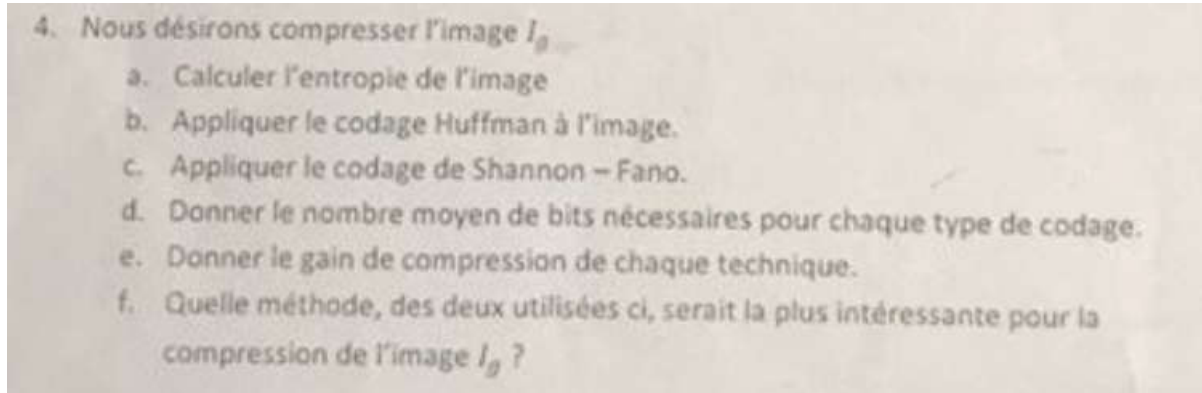 4. Nous désirons compresser l'image I_g
a. Calculer l'entropie de l'image
b. Appliquer le codage Huffman à l'image.
c. Appliquer le codage de Shannon – Fano.
d. Donner le nombre moyen de bits nécessaires pour chaque type de codage.
e. Donner le gain de compression de chaque technique.
f. Quelle méthode, des deux utilisées ci, serait la plus intéressante pour la
compression de l'image I_g ?